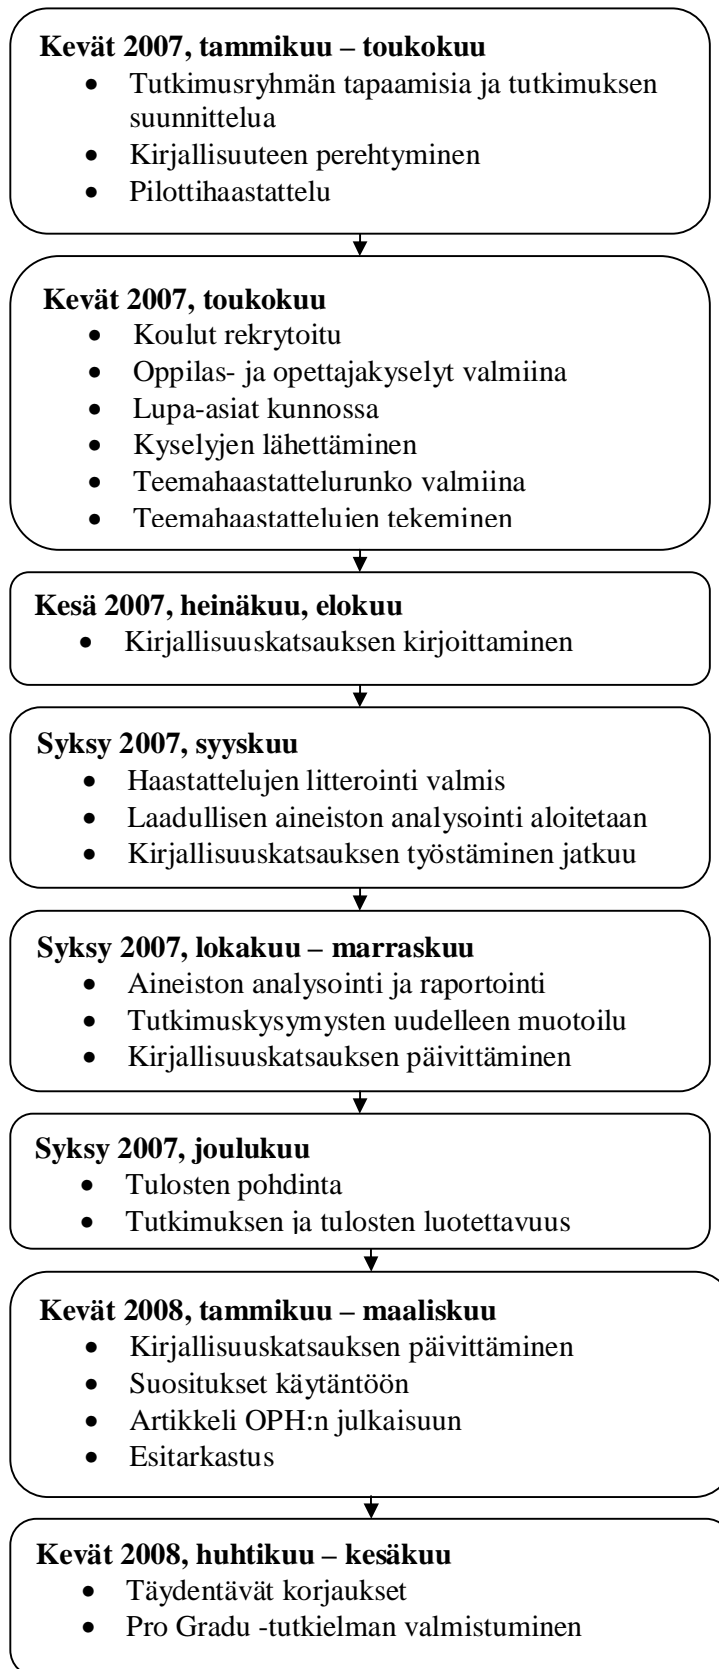 Kevät 2007, tammikuu – toukokuu
• Tutkimusryhmän tapaamisia ja tutkimuksen
suunnittelua
• Kirjallisuuteen perehtyminen
• Pilottihaastattelu
Kevät 2007, toukokuu
• Koulut rekrytoitu
• Oppilas- ja opettajakyselyt valmiina
• Lupa-asiat kunnossa
• Kyselyjen lähettäminen
• Teemahaastattelurunko valmiina
• Teemahaastattelujen tekeminen
Kesä 2007, heinäkuu, elokuu
• Kirjallisuuskatsauksen kirjoittaminen
Syksy 2007, syyskuu
• Haastattelujen litterointi valmis
• Laadullisen aineiston analysointi aloitetaan
• Kirjallisuuskatsauksen työstäminen jatkuu
Syksy 2007, lokakuu – marraskuu
• Aineiston analysointi ja raportointi
• Tutkimuskysymysten uudelleen muotoilu
• Kirjallisuuskatsauksen päivittäminen
Syksy 2007, joulukuu
• Tulosten pohdinta
• Tutkimuksen ja tulosten luotettavuus
Kevät 2008, tammikuu – maaliskuu
• Kirjallisuuskatsauksen päivittäminen
• Suositukset käytäntöön
• Artikkeli OPH:n julkaisuun
• Esitarkastus
Kevät 2008, huhtikuu – kesäkuu
• Täydentävät korjaukset
• Pro Gradu -tutkielman valmistuminen